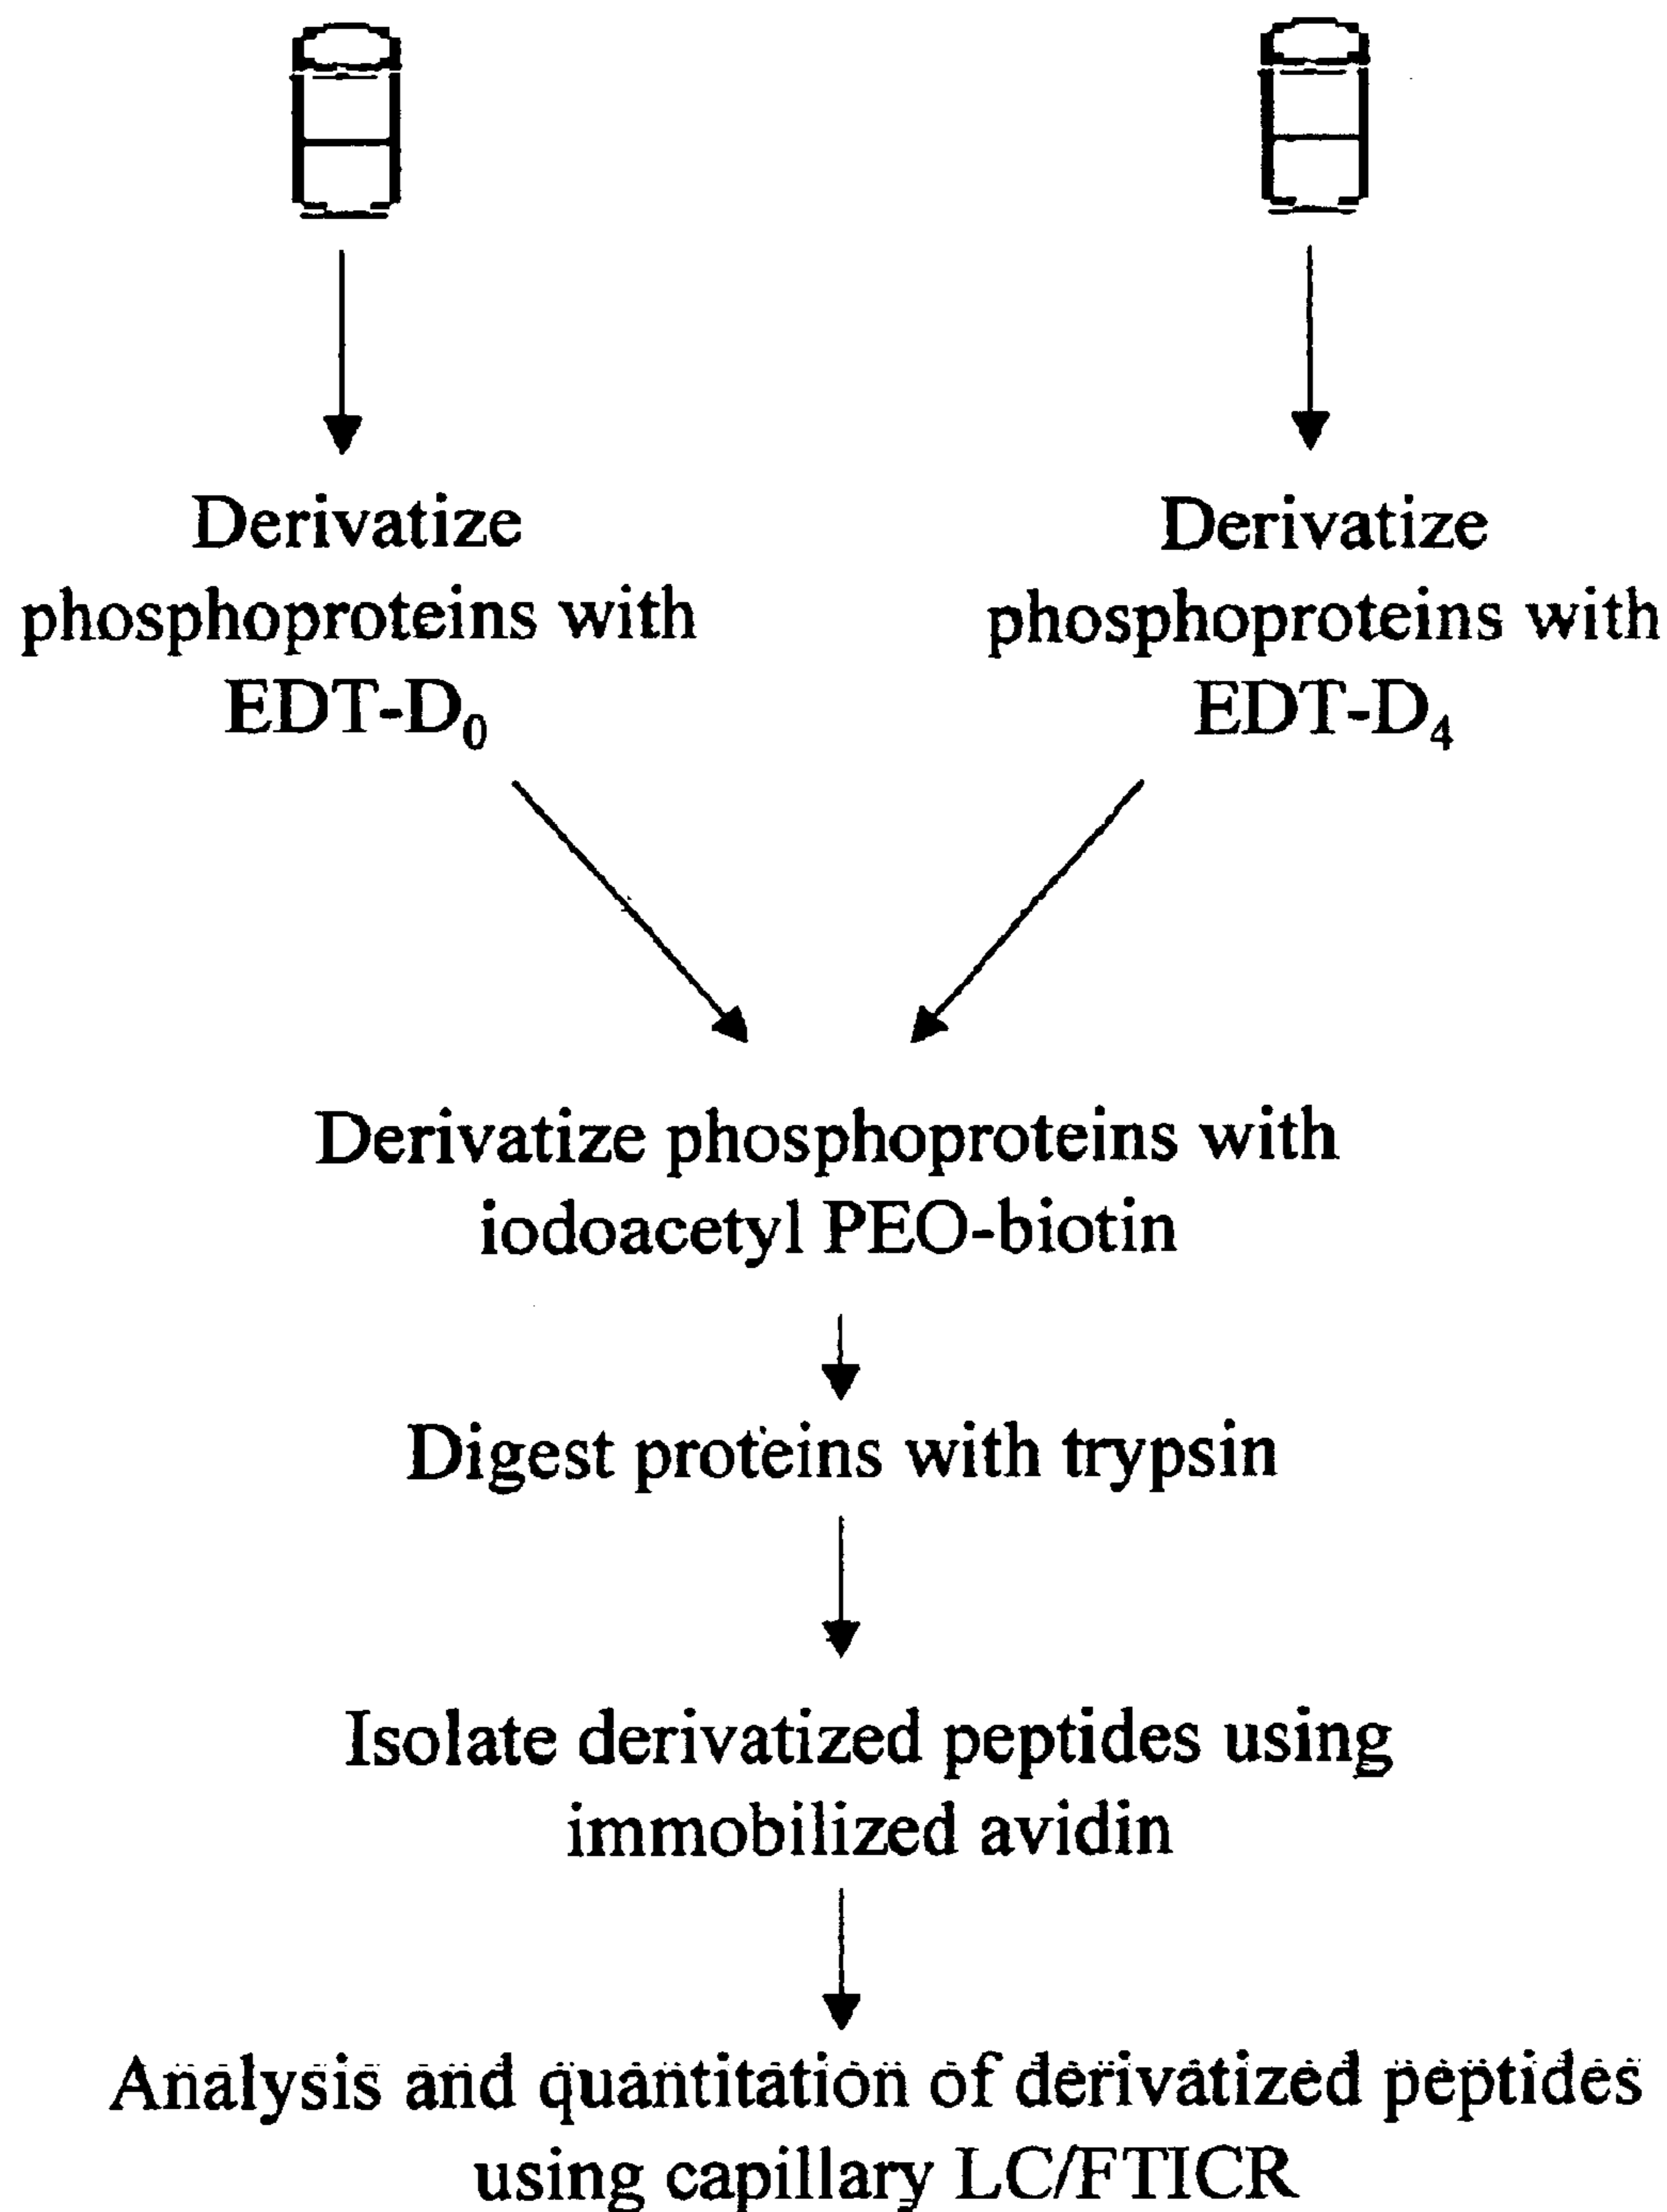 Derivatize
phosphoproteins with
EDT-D₀
Derivatize
phosphoproteins with
EDT-D₄
Derivatize phosphoproteins with
iodoacetyl PEO-biotin
Digest proteins with trypsin
Isolate derivatized peptides using
immobilized avidin
Analysis and quantitation of derivatized peptides
using capillary LC/FTICR